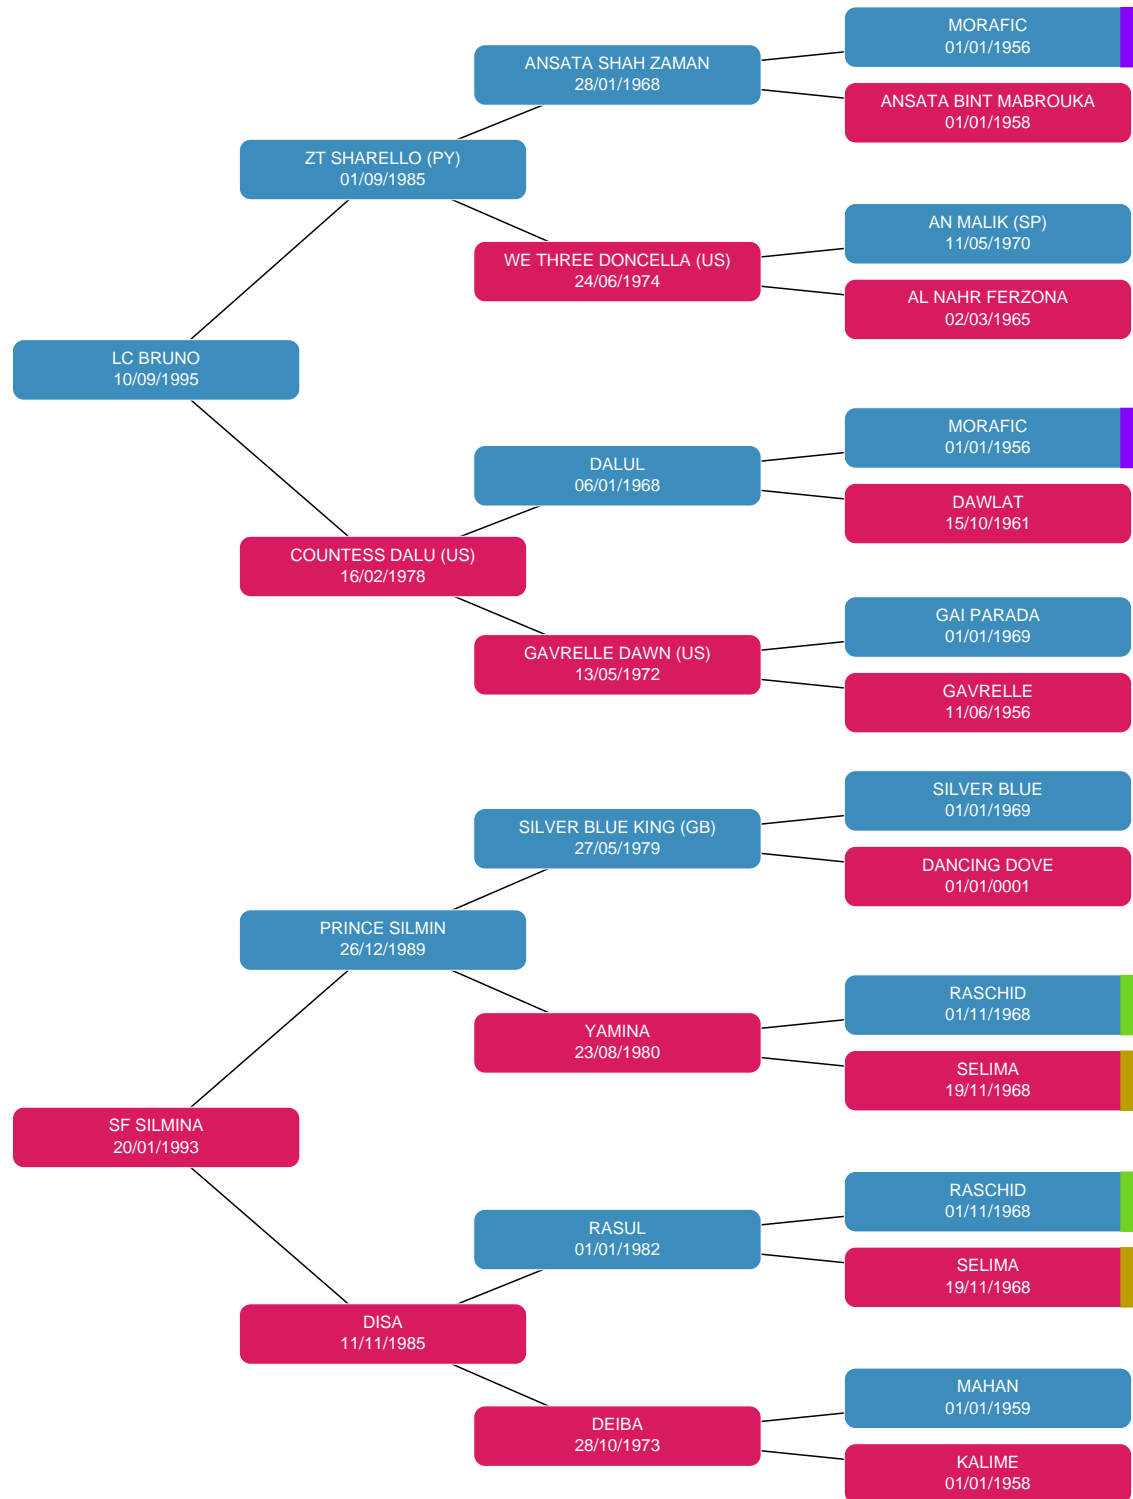 MORAFIC
01/01/1956
ANSATA SHAH ZAMAN
28/01/1968
ANSATA BINT MABROUKA
01/01/1958
ZT SHARELLO (PY)
01/09/1985
AN MALIK (SP)
11/05/1970
WE THREE DONCELLA (US)
24/06/1974
AL NAHR FERZONA
02/03/1965
LC BRUNO
10/09/1995
MORAFIC
01/01/1956
DALUL
06/01/1968
DAWLAT
15/10/1961
COUNTESS DALU (US)
16/02/1978
GAI PARADA
01/01/1969
GAVRELLE DAWN (US)
13/05/1972
GAVRELLE
11/06/1956
SILVER BLUE
01/01/1969
SILVER BLUE KING (GB)
27/05/1979
DANCING DOVE
01/01/0001
PRINCE SILMIN
26/12/1989
RASCHID
01/11/1968
YAMINA
23/08/1980
SELIMA
19/11/1968
SF SILMINA
20/01/1993
RASCHID
01/11/1968
RASUL
01/01/1982
SELIMA
19/11/1968
DISA
11/11/1985
MAHAN
01/01/1959
DEIBA
28/10/1973
KALIME
01/01/1958